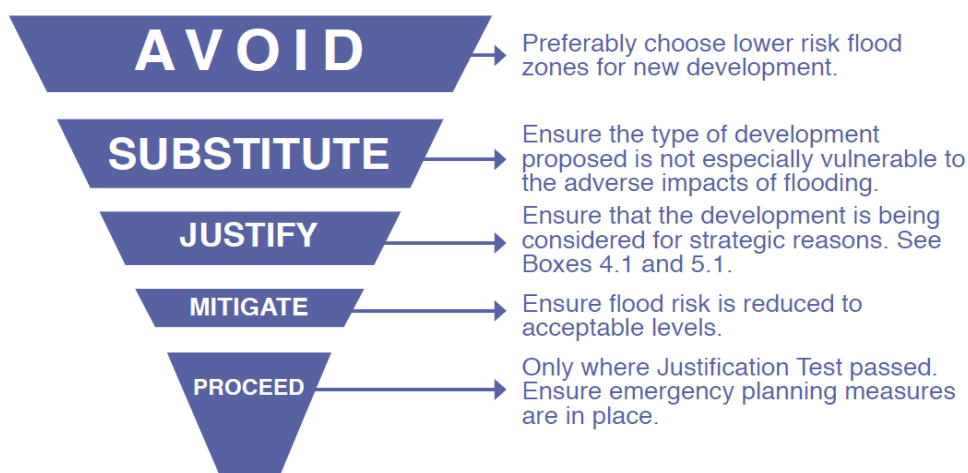 AVOID
Preferably choose lower risk flood
zones for new development.
SUBSTITUTE
Ensure the type of development
proposed is not especially vulnerable to
the adverse impacts of flooding.
JUSTIFY
Ensure that the development is being
considered for strategic reasons. See
Boxes 4.1 and 5.1.
MITIGATE
Ensure flood risk is reduced to
acceptable levels.
PROCEED
Only where Justification Test passed.
Ensure emergency planning measures
are in place.